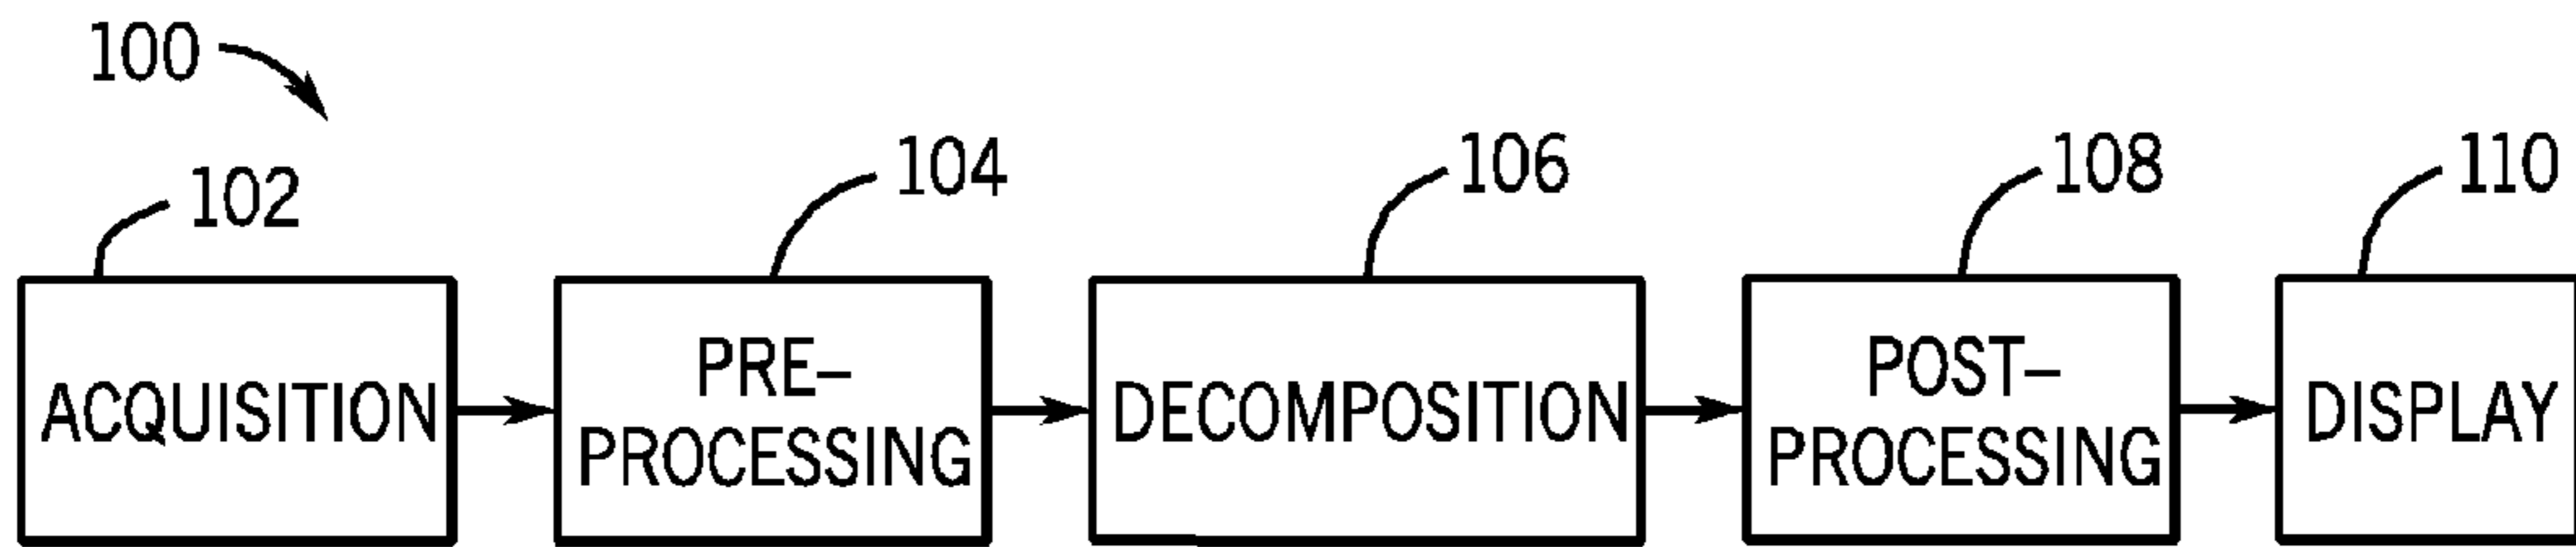 100
102
104
106
108
110
ACQUISITION
PRE-
PROCESSING
DECOMPOSITION
POST-
PROCESSING
DISPLAY